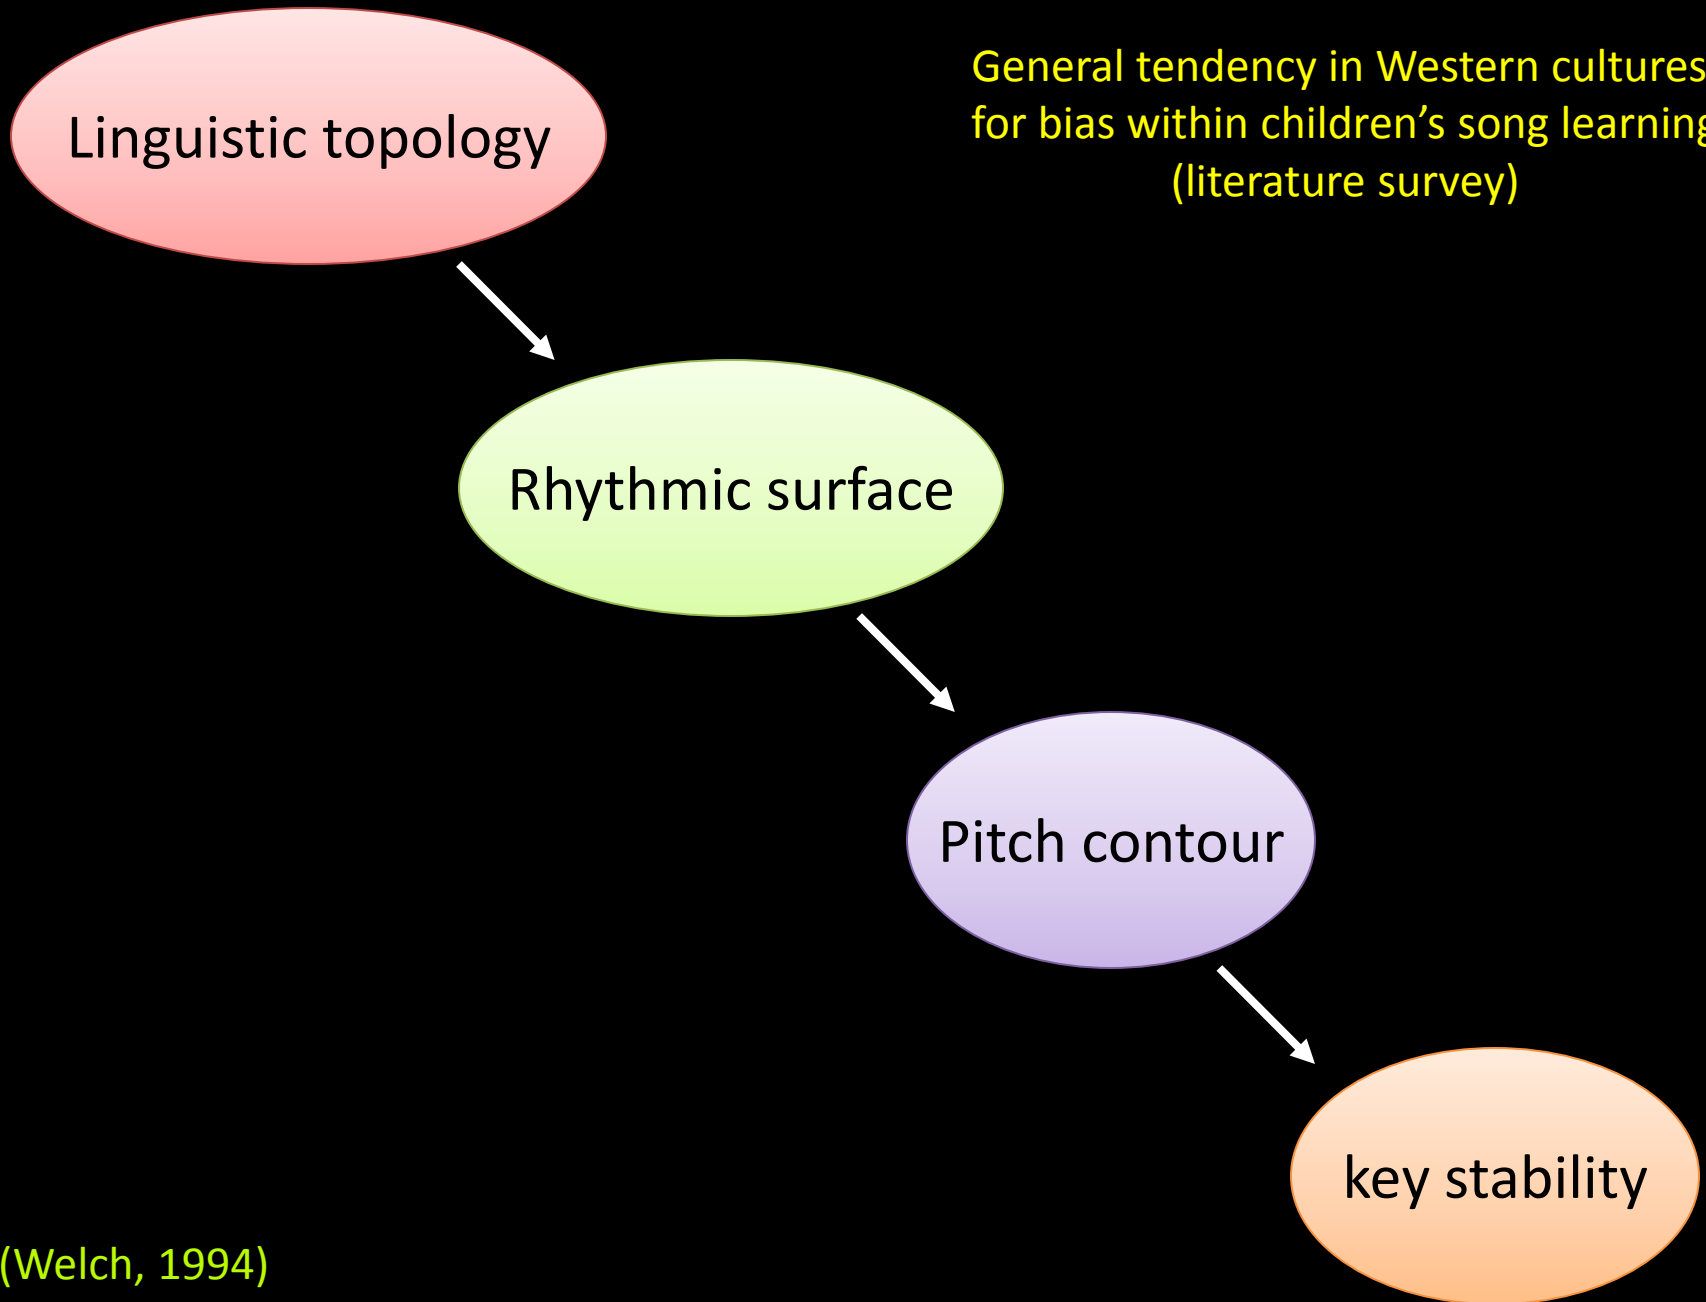 Linguistic topology
General tendency in Western cultures
for bias within children’s song learning
(literature survey)
Rhythmic surface
Pitch contour
key stability
(Welch, 1994)